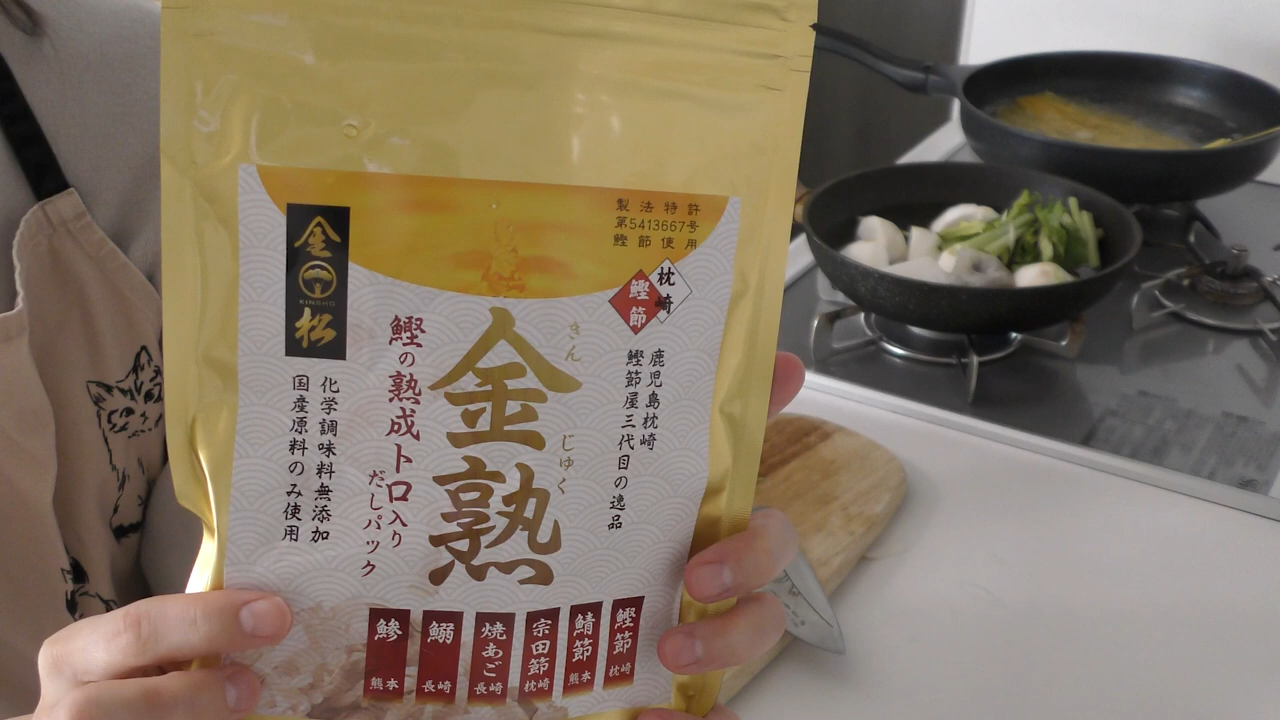 製法特許
第5413667号
鰹節使用
枕崎
鰹節
金
KINSHO
松
鹿児島枕崎
鰹節屋三代目の逸品
きん
じゅく
金熟
鰹の熟成トロ入り
だしパック
化学調味料無添加
国産原料のみ使用
鰹節 枕崎
鯖節 熊本
宗田節 枕崎
焼あご 長崎
鰯 長崎
鯵 熊本